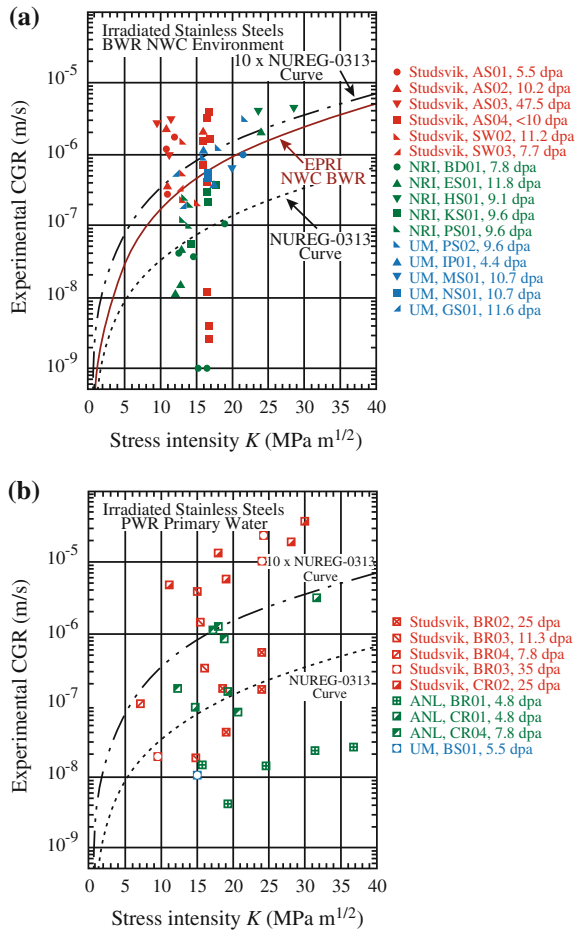 (a)
Irradiated Stainless Steels
BWR NWC Environment
10 x NUREG-0313
Curve
EPRI
NWC BWR
NUREG-0313
Curve
Experimental CGR (m/s)
10-4
10-5
10-6
10-7
10-8
10-9
0 5 10 15 20 25 30 35 40
Stress intensity K (MPa m1/2)
Studsvik, AS01, 5.5 dpa
Studsvik, AS02, 10.2 dpa
Studsvik, AS03, 47.5 dpa
Studsvik, AS04, <10 dpa
Studsvik, SW02, 11.2 dpa
Studsvik, SW03, 7.7 dpa
NRI, BD01, 7.8 dpa
NRI, ES01, 11.8 dpa
NRI, HS01, 9.1 dpa
NRI, KS01, 9.6 dpa
NRI, PS01, 9.6 dpa
UM, PS02, 9.6 dpa
UM, IP01, 4.4 dpa
UM, MS01, 10.7 dpa
UM, NS01, 10.7 dpa
UM, GS01, 11.6 dpa
(b)
Irradiated Stainless Steels
PWR Primary Water
10 x NUREG-0313
Curve
NUREG-0313
Curve
Experimental CGR (m/s)
10-5
10-6
10-7
10-8
10-9
0 5 10 15 20 25 30 35 40
Stress intensity K (MPa m1/2)
Studsvik, BR02, 25 dpa
Studsvik, BR03, 11.3 dpa
Studsvik, BR04, 7.8 dpa
Studsvik, BR03, 35 dpa
Studsvik, CR02, 25 dpa
ANL, BR01, 4.8 dpa
ANL, CR01, 4.8 dpa
ANL, CR04, 7.8 dpa
UM, BS01, 5.5 dpa